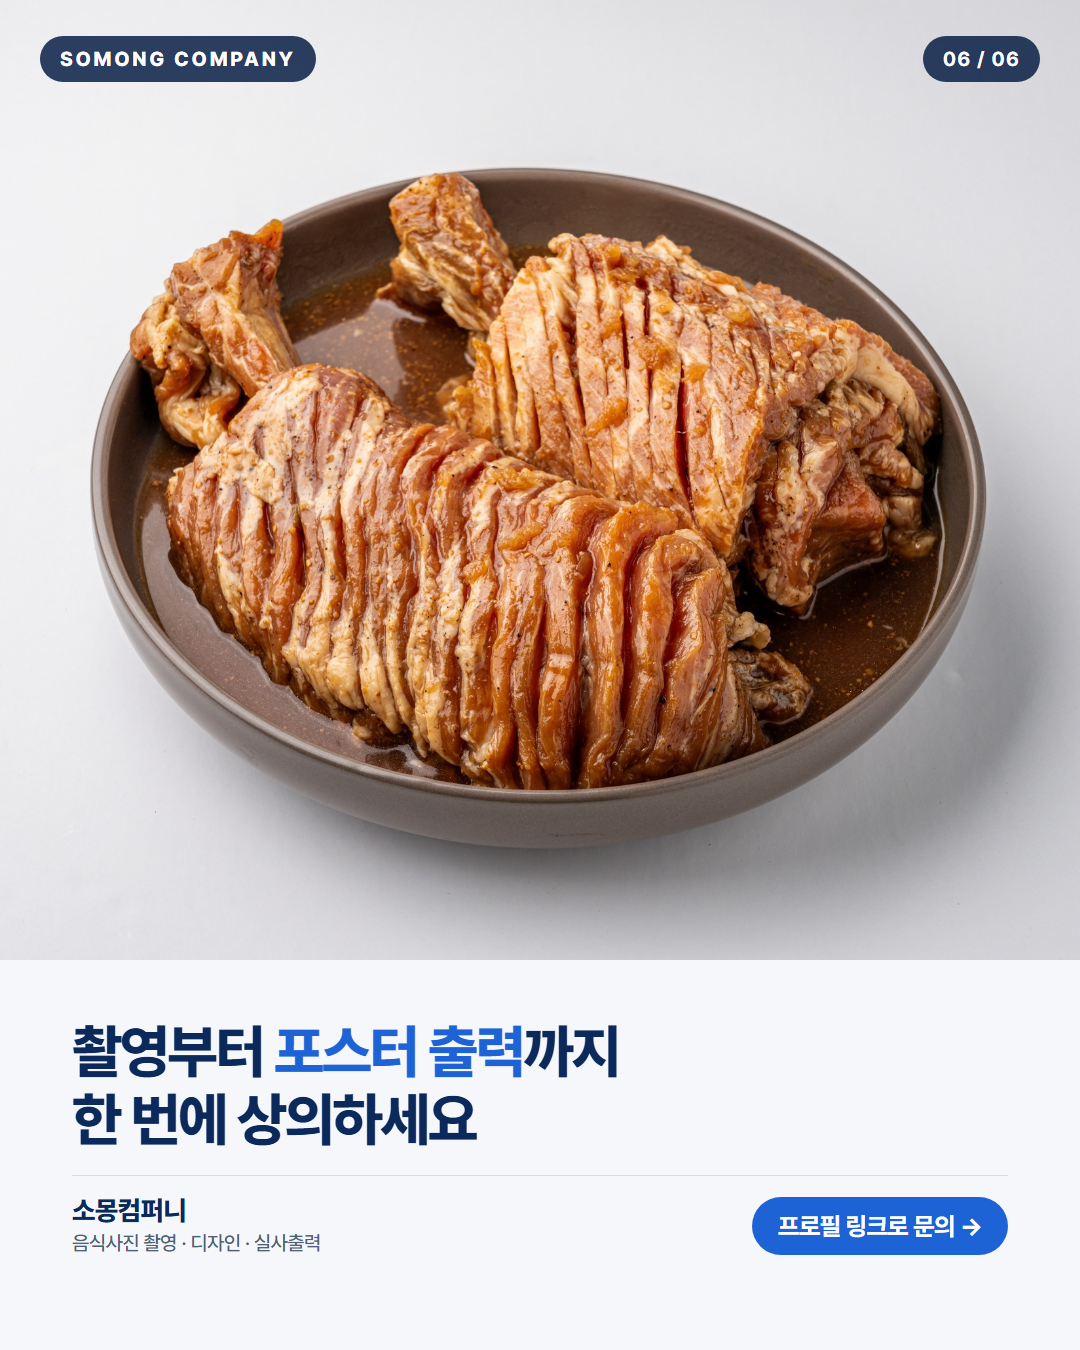 SOMONG COMPANY
06 / 06
촬영부터 포스터 출력까지
한 번에 상의하세요
소몽컴퍼니
음식사진 촬영 · 디자인 · 실사출력
프로필 링크로 문의 →